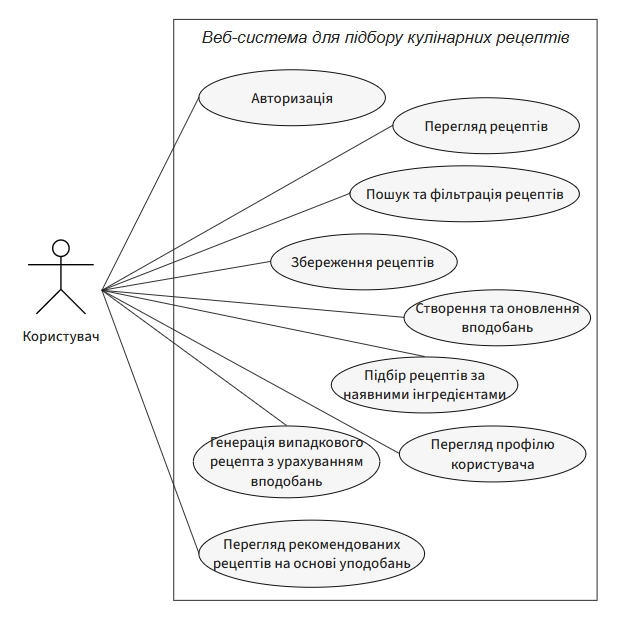 Веб-система для підбору кулінарних рецептів
Авторизація
Перегляд рецептів
Пошук та фільтрація рецептів
Збереження рецептів
Створення та оновлення
вподобань
Користувач
Підбір рецептів за
наявними інгредієнтами
Генерація випадкового
рецепта з урахуванням
вподобань
Перегляд профілю
користувача
Перегляд рекомендованих
рецептів на основі уподобань